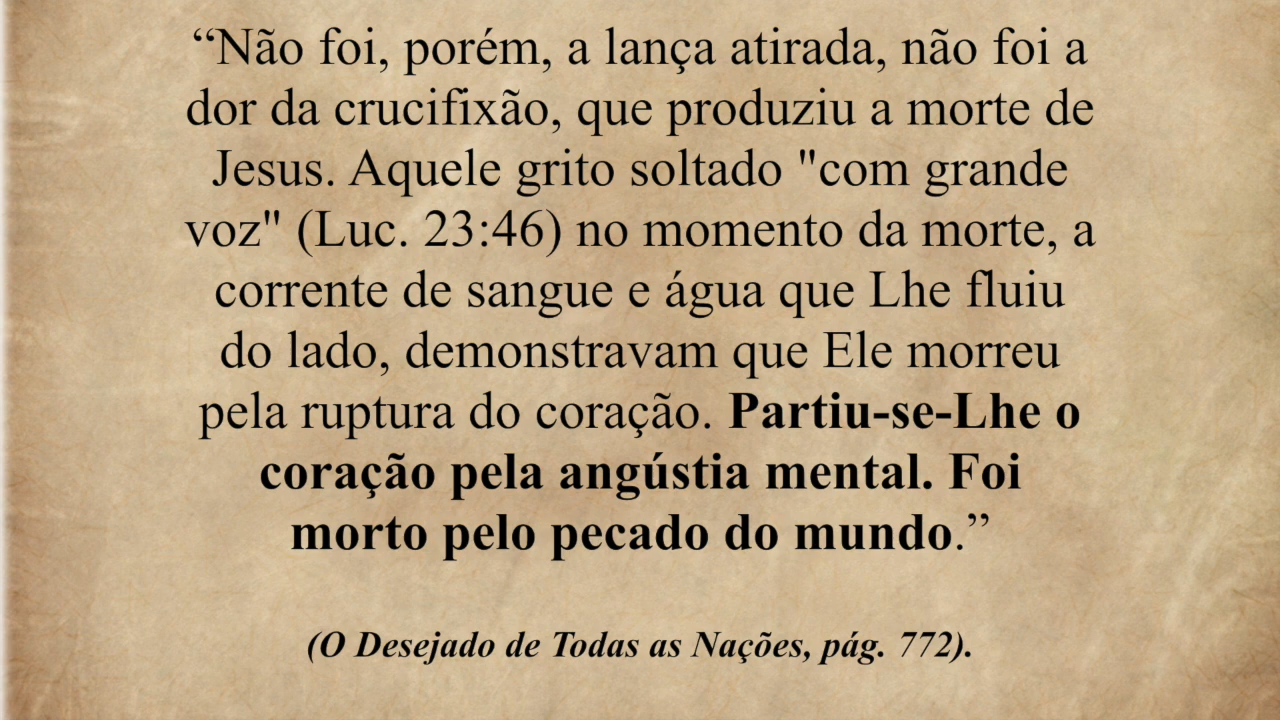 “Não foi, porém, a lança atirada, não foi a
dor da crucifixão, que produziu a morte de
Jesus. Aquele grito soltado "com grande
voz" (Luc. 23:46) no momento da morte, a
corrente de sangue e água que Lhe fluiu
do lado, demonstravam que Ele morreu
pela ruptura do coração. Partiu-se-Lhe o
coração pela angústia mental. Foi
morto pelo pecado do mundo.”
(O Desejado de Todas as Nações, pág. 772).